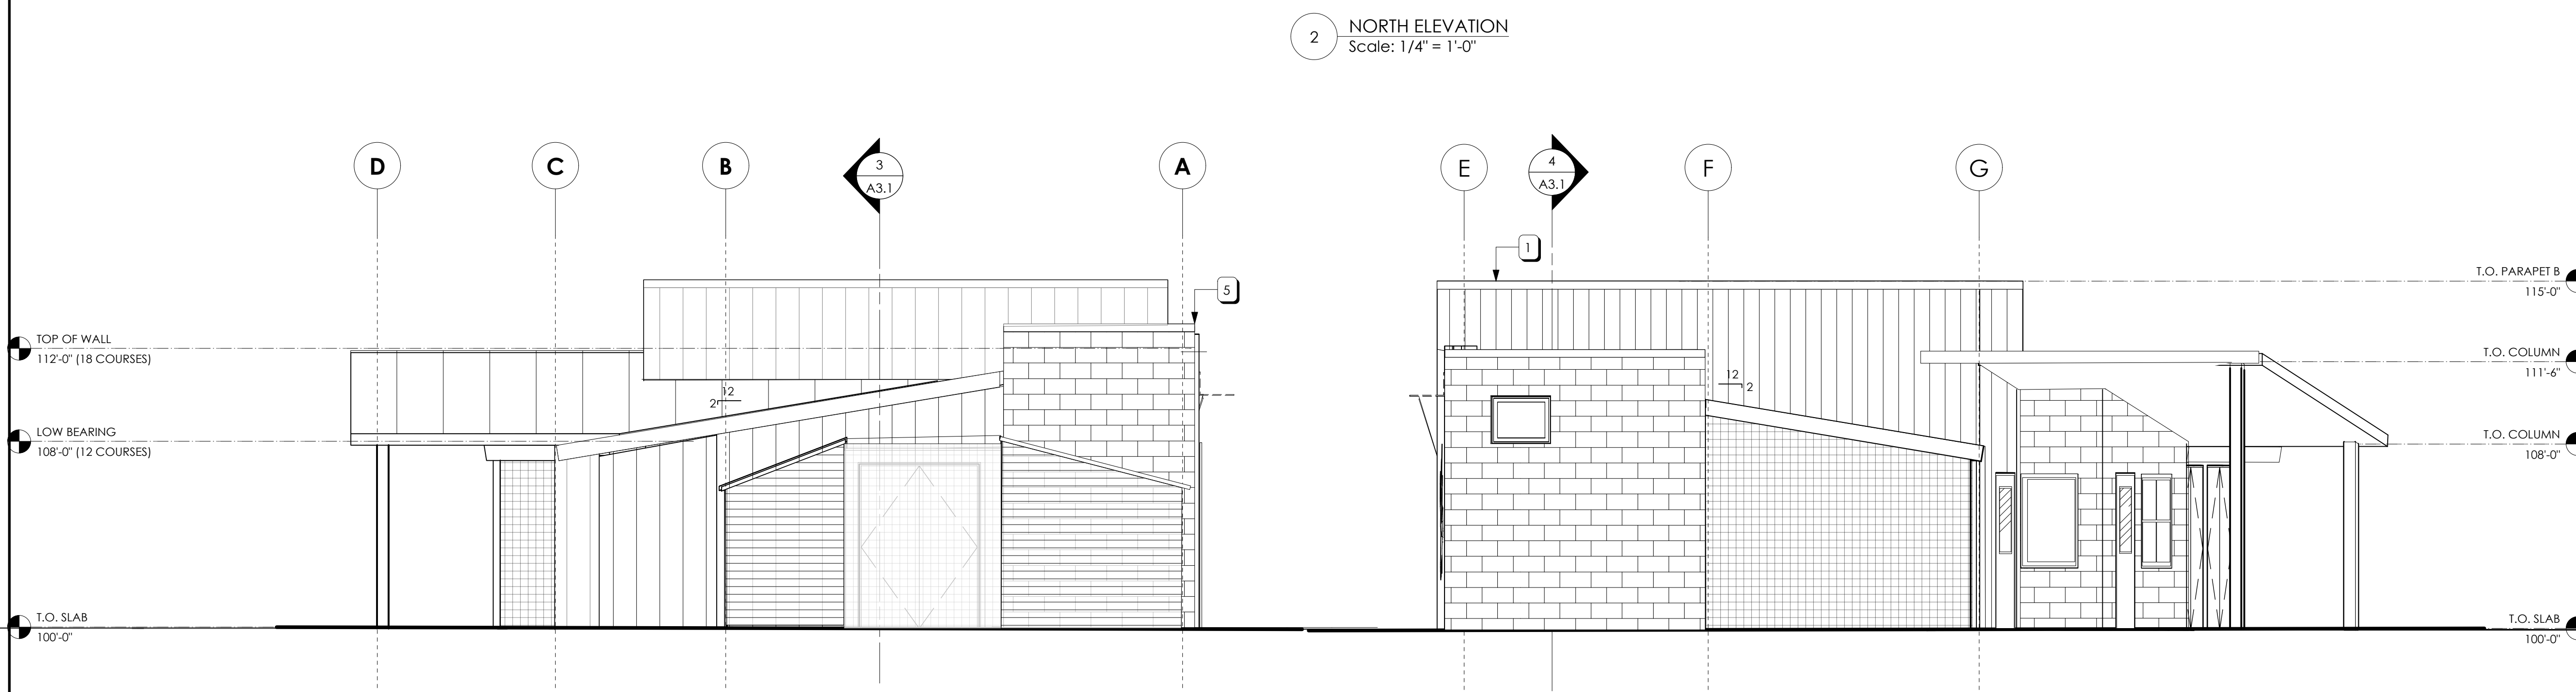 2
NORTH ELEVATION
Scale: 1/4" = 1'-0"
D
C
B
3
A3.1
A
E
4
A3.1
F
G
1
5
T.O. PARAPET B
115'-0"
TOP OF WALL
112'-0" (18 COURSES)
T.O. COLUMN
111'-6"
12
2
12
2
LOW BEARING
108'-0" (12 COURSES)
T.O. COLUMN
108'-0"
T.O. SLAB
100'-0"
T.O. SLAB
100'-0"